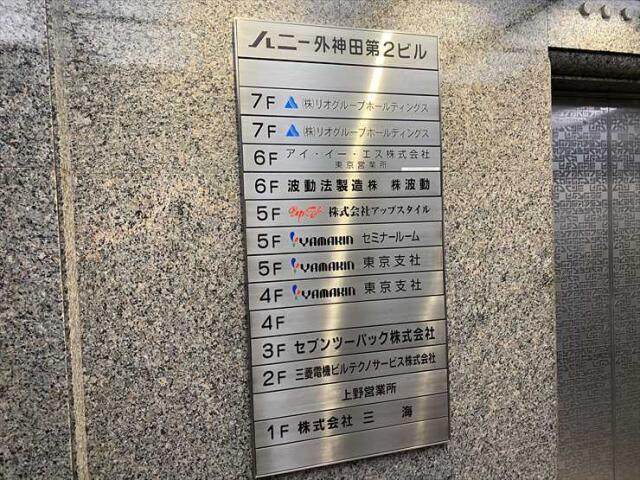 ハニー外神田第2ビル
7F ㈱リオグループホールディングス
7F ㈱リオグループホールディングス
6F アイ・イー・エス株式会社
東京営業所
6F 波動法製造株 株波動
5F 株式会社アップスタイル
5F YAMAKIN セミナールーム
5F YAMAKIN 東京支社
4F YAMAKIN 東京支社
4F
3F セブンツーパック株式会社
2F 三菱電機ビルテクノサービス株式会社
上野営業所
1F 株式会社 三 海